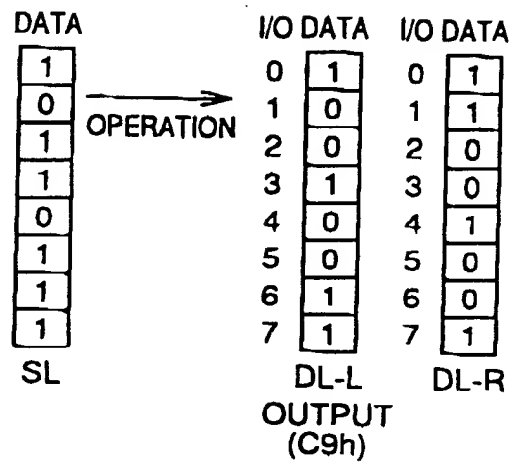 DATA
1
0
1
1
0
1
1
1
SL
OPERATION
I/O DATA
0 1
1 0
2 0
3 1
4 0
5 0
6 1
7 1
DL-L
OUTPUT
(C9h)
I/O DATA
0 1
1 1
2 0
3 0
4 1
5 0
6 0
7 1
DL-R